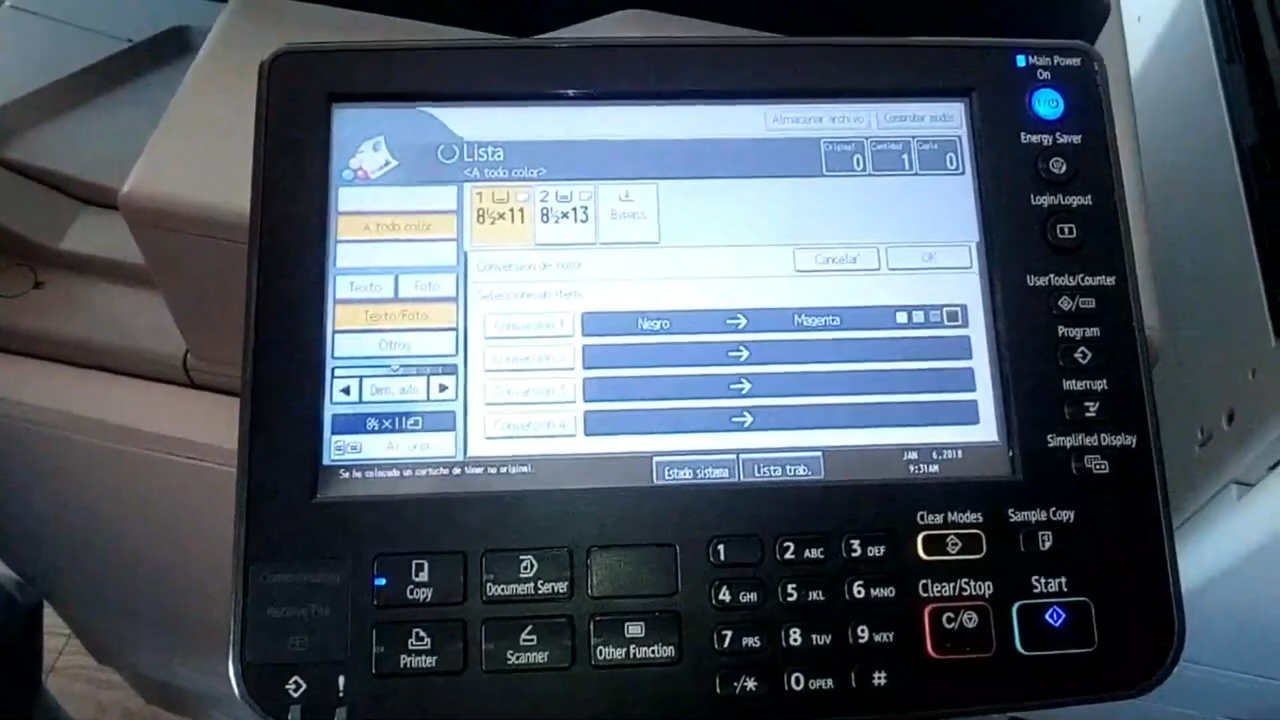 Main Power
On
Almacenar archivo
Comprobar modos
Energy Saver
Lista
<A todo color>
Original
0
Cantidad
1
Copia
0
Login/Logout
A todo color
1
8½×11
2
8½×13
Bypass
Cancelar
OK
Texto
Foto
Seleccione un ítem.
UserTools/Counter
Texto/Foto
Conversión 1
Negro
→
Magenta
Program
Otros
Conversión 2
→
Dens. auto
Conversión 3
→
Interrupt
8½×11
Conversión 4
→
Simplified Display
Se ha colocado un cartucho de tóner no original.
Estado sistema
Lista trab.
JAN 6,2018
9:31AM
Clear Modes
Sample Copy
Copy
Document Server
1
2 ABC
3 DEF
4 GHI
5 JKL
6 MNO
Clear/Stop
C/
Start
Printer
Scanner
Other Function
7 PRS
8 TUV
9 WXY
·/*
0 OPER
#